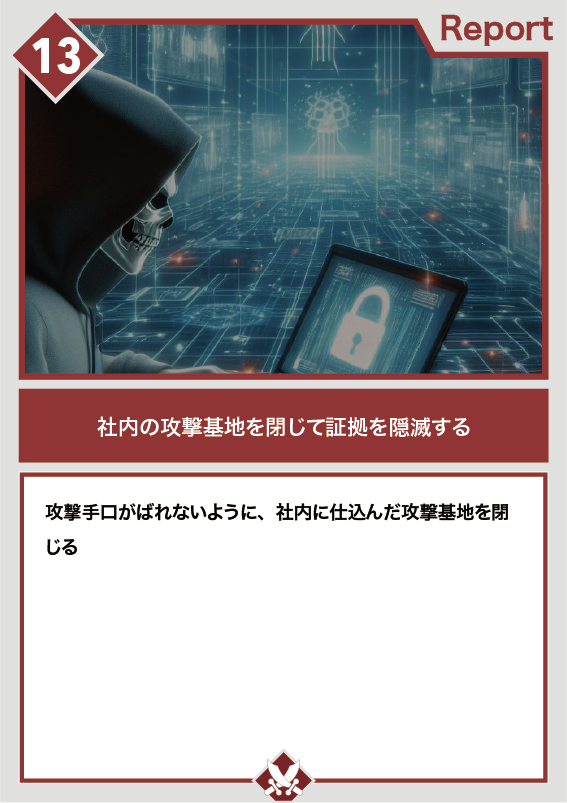 13
Report
社内の攻撃基地を閉じて証拠を隠滅する
攻撃手口がばれないように、社内に仕込んだ攻撃基地を閉
じる